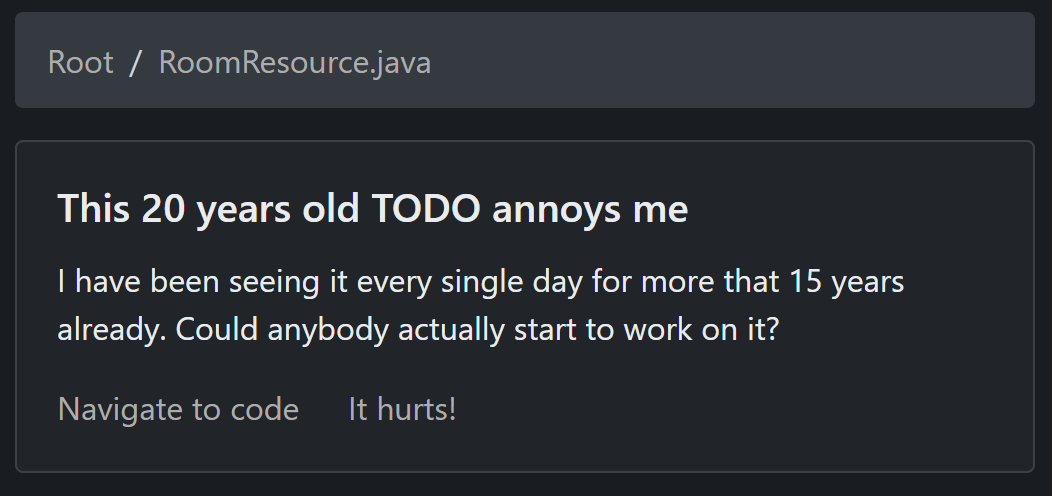 Root / RoomResource.java
This 20 years old TODO annoys me
I have been seeing it every single day for more that 15 years
already. Could anybody actually start to work on it?
Navigate to code It hurts!